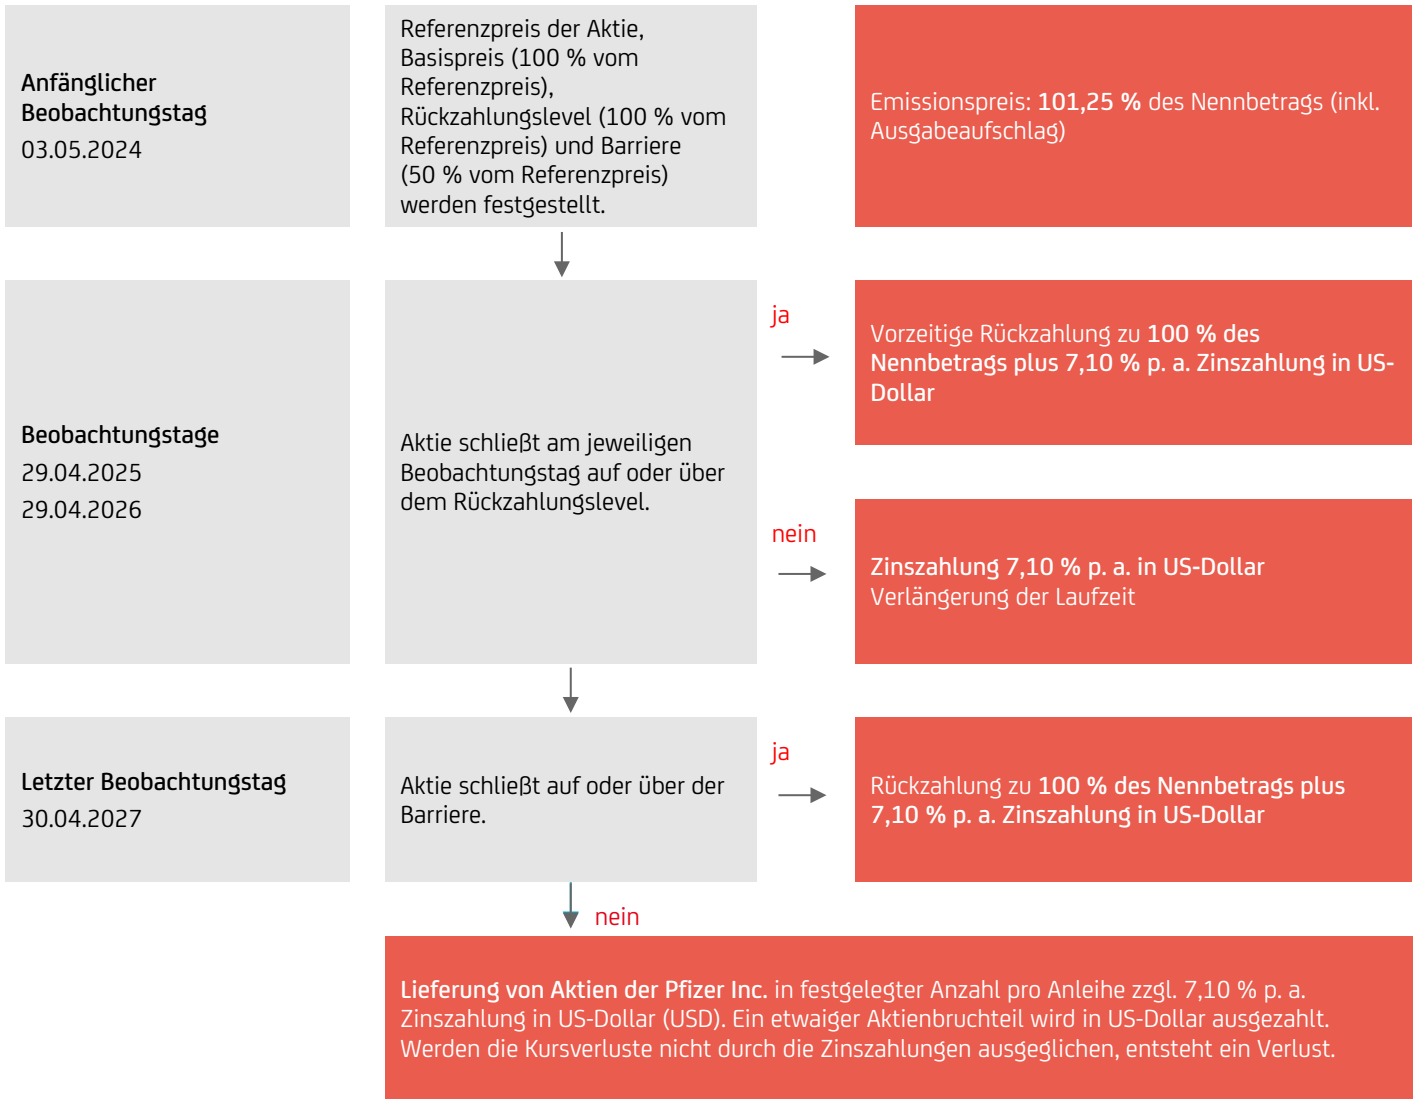 Anfänglicher
Beobachtungstag
03.05.2024
Referenzpreis der Aktie,
Basispreis (100 % vom
Referenzpreis),
Rückzahlungslevel (100 % vom
Referenzpreis) und Barriere
(50 % vom Referenzpreis)
werden festgestellt.
Emissionspreis: 101,25 % des Nennbetrags (inkl.
Ausgabeaufschlag)
Beobachtungstage
29.04.2025
29.04.2026
Aktie schließt am jeweiligen
Beobachtungstag auf oder über
dem Rückzahlungslevel.
ja
Vorzeitige Rückzahlung zu 100 % des
Nennbetrags plus 7,10 % p. a. Zinszahlung in US-
Dollar
nein
Zinszahlung 7,10 % p. a. in US-Dollar
Verlängerung der Laufzeit
Letzter Beobachtungstag
30.04.2027
Aktie schließt auf oder über der
Barriere.
ja
Rückzahlung zu 100 % des Nennbetrags plus
7,10 % p. a. Zinszahlung in US-Dollar
nein
Lieferung von Aktien der Pfizer Inc. in festgelegter Anzahl pro Anleihe zzgl. 7,10 % p. a.
Zinszahlung in US-Dollar (USD). Ein etwaiger Aktienbruchteil wird in US-Dollar ausgezahlt.
Werden die Kursverluste nicht durch die Zinszahlungen ausgeglichen, entsteht ein Verlust.